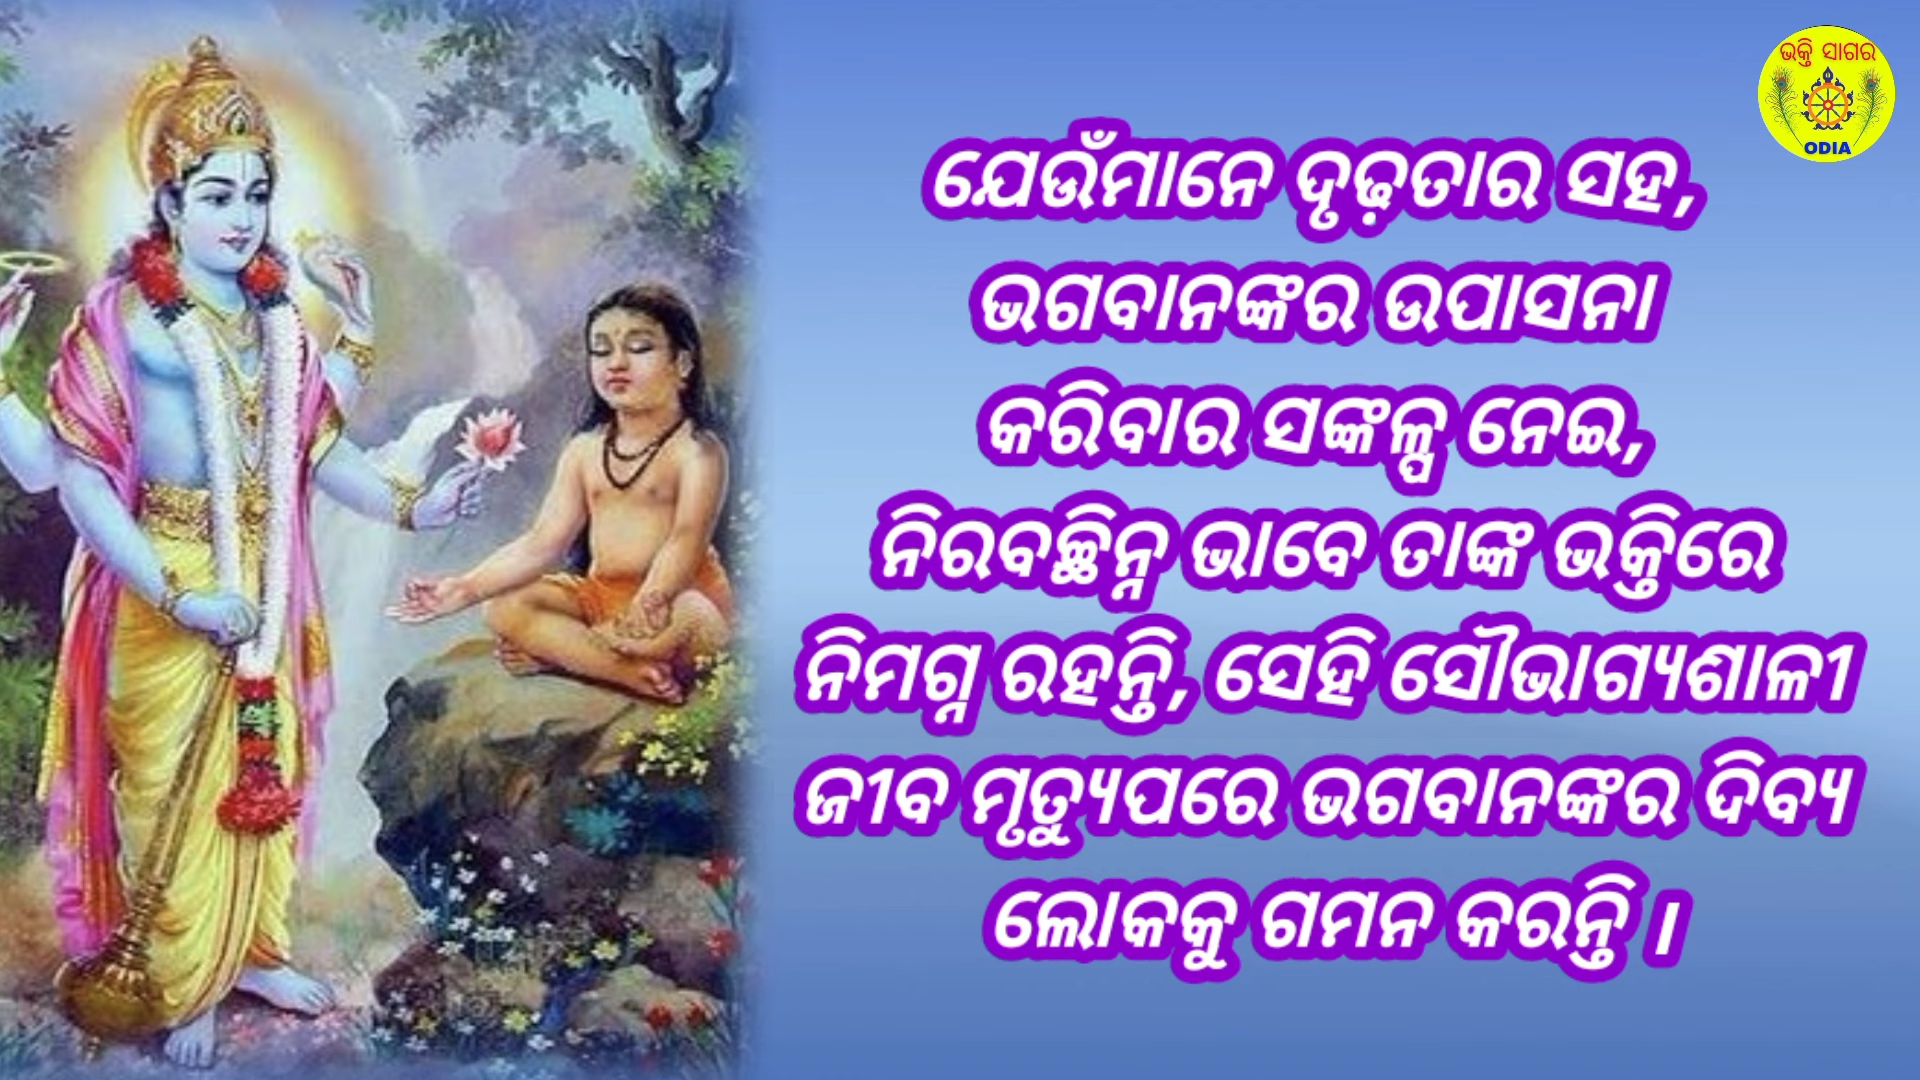 ଭକ୍ତି ସାଗର
ODIA
ଯେଉଁମାନେ ଦୃଢ଼ତାର ସହ,
ଭଗବାନଙ୍କର ଉପାସନା
କରିବାର ସଙ୍କଳ୍ପ ନେଇ,
ନିରବଚ୍ଛିନ୍ନ ଭାବେ ତାଙ୍କ ଭକ୍ତିରେ
ନିମଗ୍ନ ରହନ୍ତି, ସେହି ସୌଭାଗ୍ୟଶାଳୀ
ଜୀବ ମୃତ୍ୟୁପରେ ଭଗବାନଙ୍କର ଦିବ୍ୟ
ଲୋକକୁ ଗମନ କରନ୍ତି ।